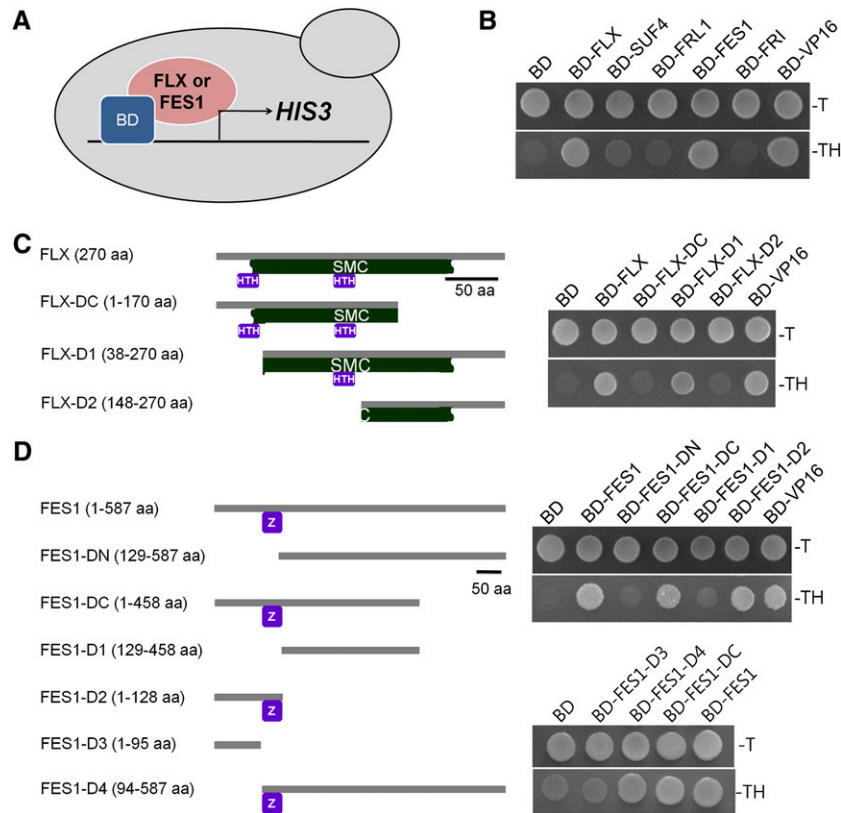 A
FLX or
FES1
BD
HIS3
B
BD
BD-FLX
BD-SUF4
BD-FRL1
BD-FES1
BD-FRI
BD-VP16
-T
-TH
C
FLX (270 aa)
SMC
HTH
HTH
50 aa
FLX-DC (1-170 aa)
SMC
HTH
HTH
FLX-D1 (38-270 aa)
SMC
HTH
FLX-D2 (148-270 aa)
C
BD
BD-FLX
BD-FLX-DC
BD-FLX-D1
BD-FLX-D2
BD-VP16
-T
-TH
D
FES1 (1-587 aa)
Z
FES1-DN (129-587 aa)
50 aa
FES1-DC (1-458 aa)
Z
FES1-D1 (129-458 aa)
FES1-D2 (1-128 aa)
Z
FES1-D3 (1-95 aa)
FES1-D4 (94-587 aa)
Z
BD
BD-FES1
BD-FES1-DN
BD-FES1-DC
BD-FES1-D1
BD-FES1-D2
BD-VP16
-T
-TH
BD
BD-FES1-D3
BD-FES1-D4
BD-FES1-DC
BD-FES1
-T
-TH